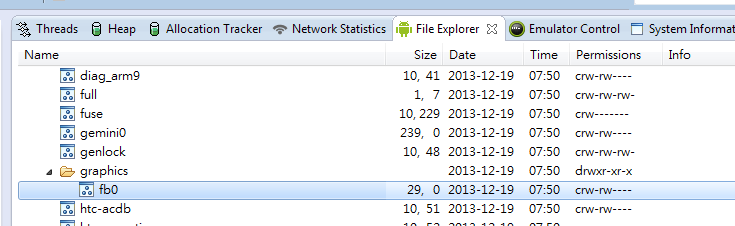 Threads Heap Allocation Tracker Network Statistics File Explorer Emulator Control System Informat
Name Size Date Time Permissions Info
diag_arm9 10, 41 2013-12-19 07:50 crw-rw----
full 1, 7 2013-12-19 07:50 crw-rw-rw-
fuse 10, 229 2013-12-19 07:50 crw-------
gemini0 239, 0 2013-12-19 07:50 crw-rw----
genlock 10, 48 2013-12-19 07:50 crw-rw-rw-
graphics 2013-12-19 07:50 drwxr-xr-x
fb0 29, 0 2013-12-19 07:50 crw-rw----
htc-acdb 10, 51 2013-12-19 07:50 crw-rw----